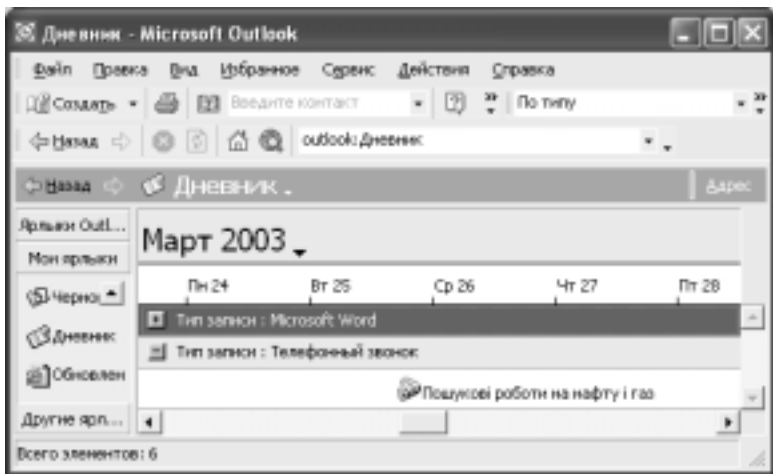 Дневник - Microsoft Outlook
Файл Правка Вид Избранное Сервис Действия Справка
Создать Введите контакт По типу
Назад outlook:Дневник
Назад Дневник . Адрес
Ярлыки Outl...
Мои ярлыки
Март 2003
Пн 24 Вт 25 Ср 26 Чт 27 Пт 28
Чернов
Тип записи : Microsoft Word
Дневник
Тип записи : Телефонный звонок
Обновлен
Пошукові роботи на нафту і газ
Другие ярл...
Всего элементов: 6